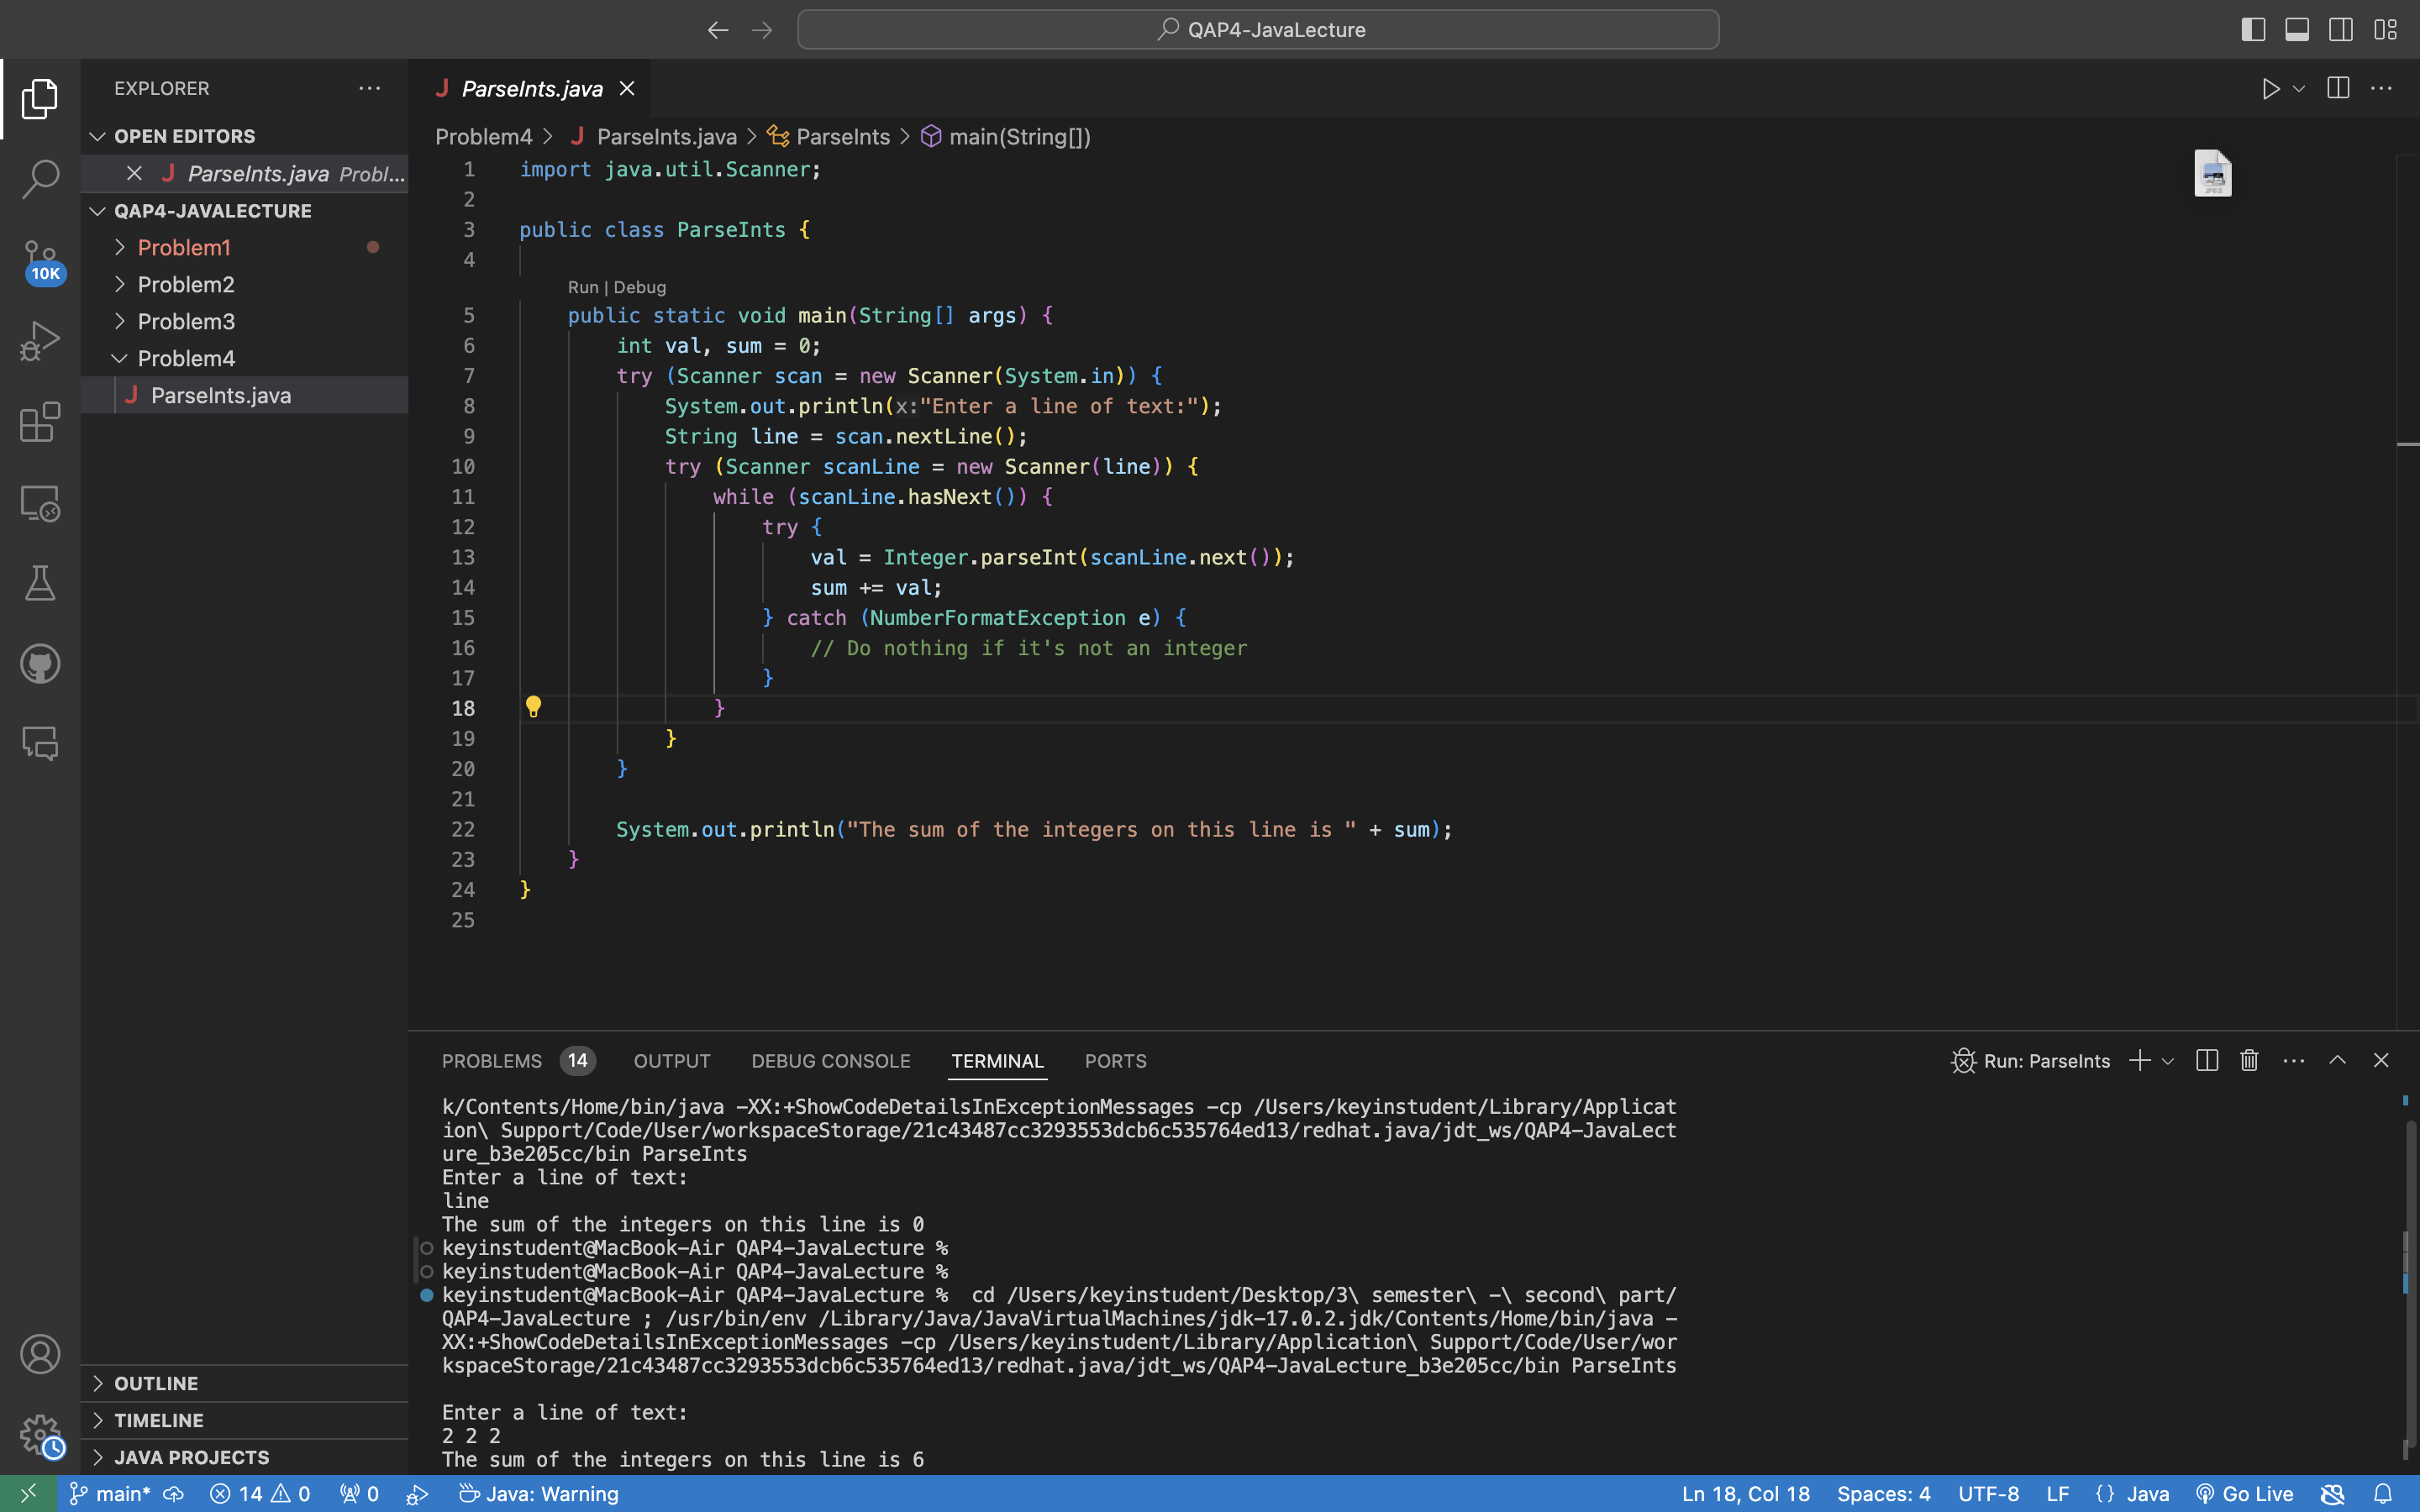 QAP4-JavaLecture
EXPLORER
OPEN EDITORS
ParseInts.java Probl...
QAP4-JAVALECTURE
Problem1
Problem2
Problem3
Problem4
ParseInts.java
OUTLINE
TIMELINE
JAVA PROJECTS
10K
ParseInts.java
Problem4 > ParseInts.java > ParseInts > main(String[])
1 import java.util.Scanner;
2
3 public class ParseInts {
4
Run | Debug
5 public static void main(String[] args) {
6 int val, sum = 0;
7 try (Scanner scan = new Scanner(System.in)) {
8 System.out.println(x:"Enter a line of text:");
9 String line = scan.nextLine();
10 try (Scanner scanLine = new Scanner(line)) {
11 while (scanLine.hasNext()) {
12 try {
13 val = Integer.parseInt(scanLine.next());
14 sum += val;
15 } catch (NumberFormatException e) {
16 // Do nothing if it's not an integer
17 }
18 }
19 }
20 }
21
22 System.out.println("The sum of the integers on this line is " + sum);
23 }
24 }
25
PROBLEMS 14 OUTPUT DEBUG CONSOLE TERMINAL PORTS
Run: ParseInts
k/Contents/Home/bin/java -XX:+ShowCodeDetailsInExceptionMessages -cp /Users/keyinstudent/Library/Applicat
ion\ Support/Code/User/workspaceStorage/21c43487cc3293553dcb6c535764ed13/redhat.java/jdt_ws/QAP4-JavaLect
ure_b3e205cc/bin ParseInts
Enter a line of text:
line
The sum of the integers on this line is 0
keyinstudent@MacBook-Air QAP4-JavaLecture %
keyinstudent@MacBook-Air QAP4-JavaLecture %
keyinstudent@MacBook-Air QAP4-JavaLecture % cd /Users/keyinstudent/Desktop/3\ semester\ -\ second\ part/
QAP4-JavaLecture ; /usr/bin/env /Library/Java/JavaVirtualMachines/jdk-17.0.2.jdk/Contents/Home/bin/java -
XX:+ShowCodeDetailsInExceptionMessages -cp /Users/keyinstudent/Library/Application\ Support/Code/User/wor
kspaceStorage/21c43487cc3293553dcb6c535764ed13/redhat.java/jdt_ws/QAP4-JavaLecture_b3e205cc/bin ParseInts
Enter a line of text:
2 2 2
The sum of the integers on this line is 6
main* 14 0 0 Java: Warning Ln 18, Col 18 Spaces: 4 UTF-8 LF {} Java Go Live